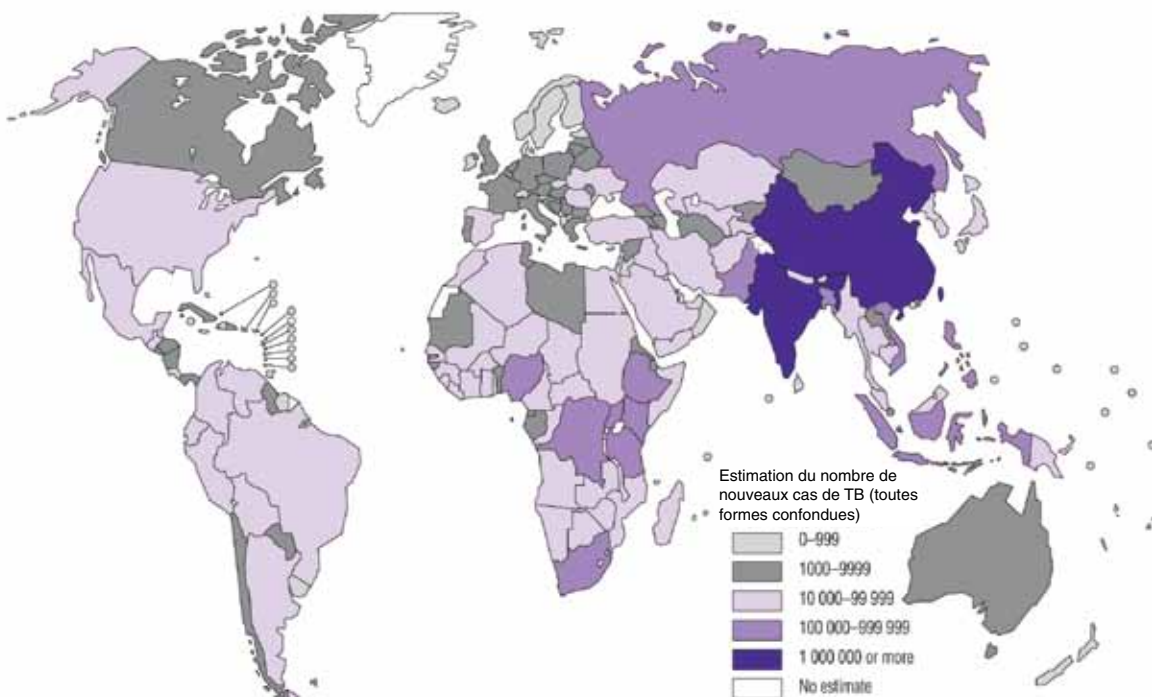 Estimation du nombre de
nouveaux cas de TB (toutes
formes confondues)
0–999
1000–9999
10 000–99 999
100 000–999 999
1 000 000 or more
No estimate